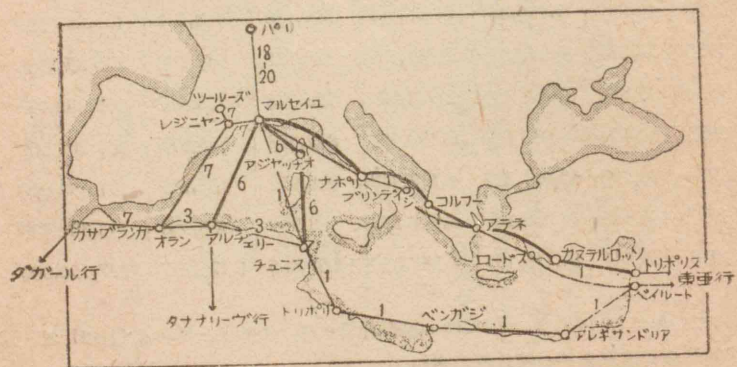 パリ
18
20
ツールーズ
7
マルセイユ
レジニヤン
7
6
6
1
アジャッチオ
7
6
1
6
ナポリ
1
ブリンディシ
コルフー
アテネ
カステルロッソ
トリポリス
ロードス
1
東亜行
ベイルート
7
3
3
カサブランカ
オラン
アルヂェリー
チュニス
1
ダガール行
タナナリーヴ行
トリポリ
1
ベンガジ
1
1
アレキサンドリア